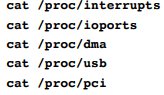 cat /proc/interrupts
cat /proc/ioports
cat /proc/dma
cat /proc/usb
cat /proc/pci